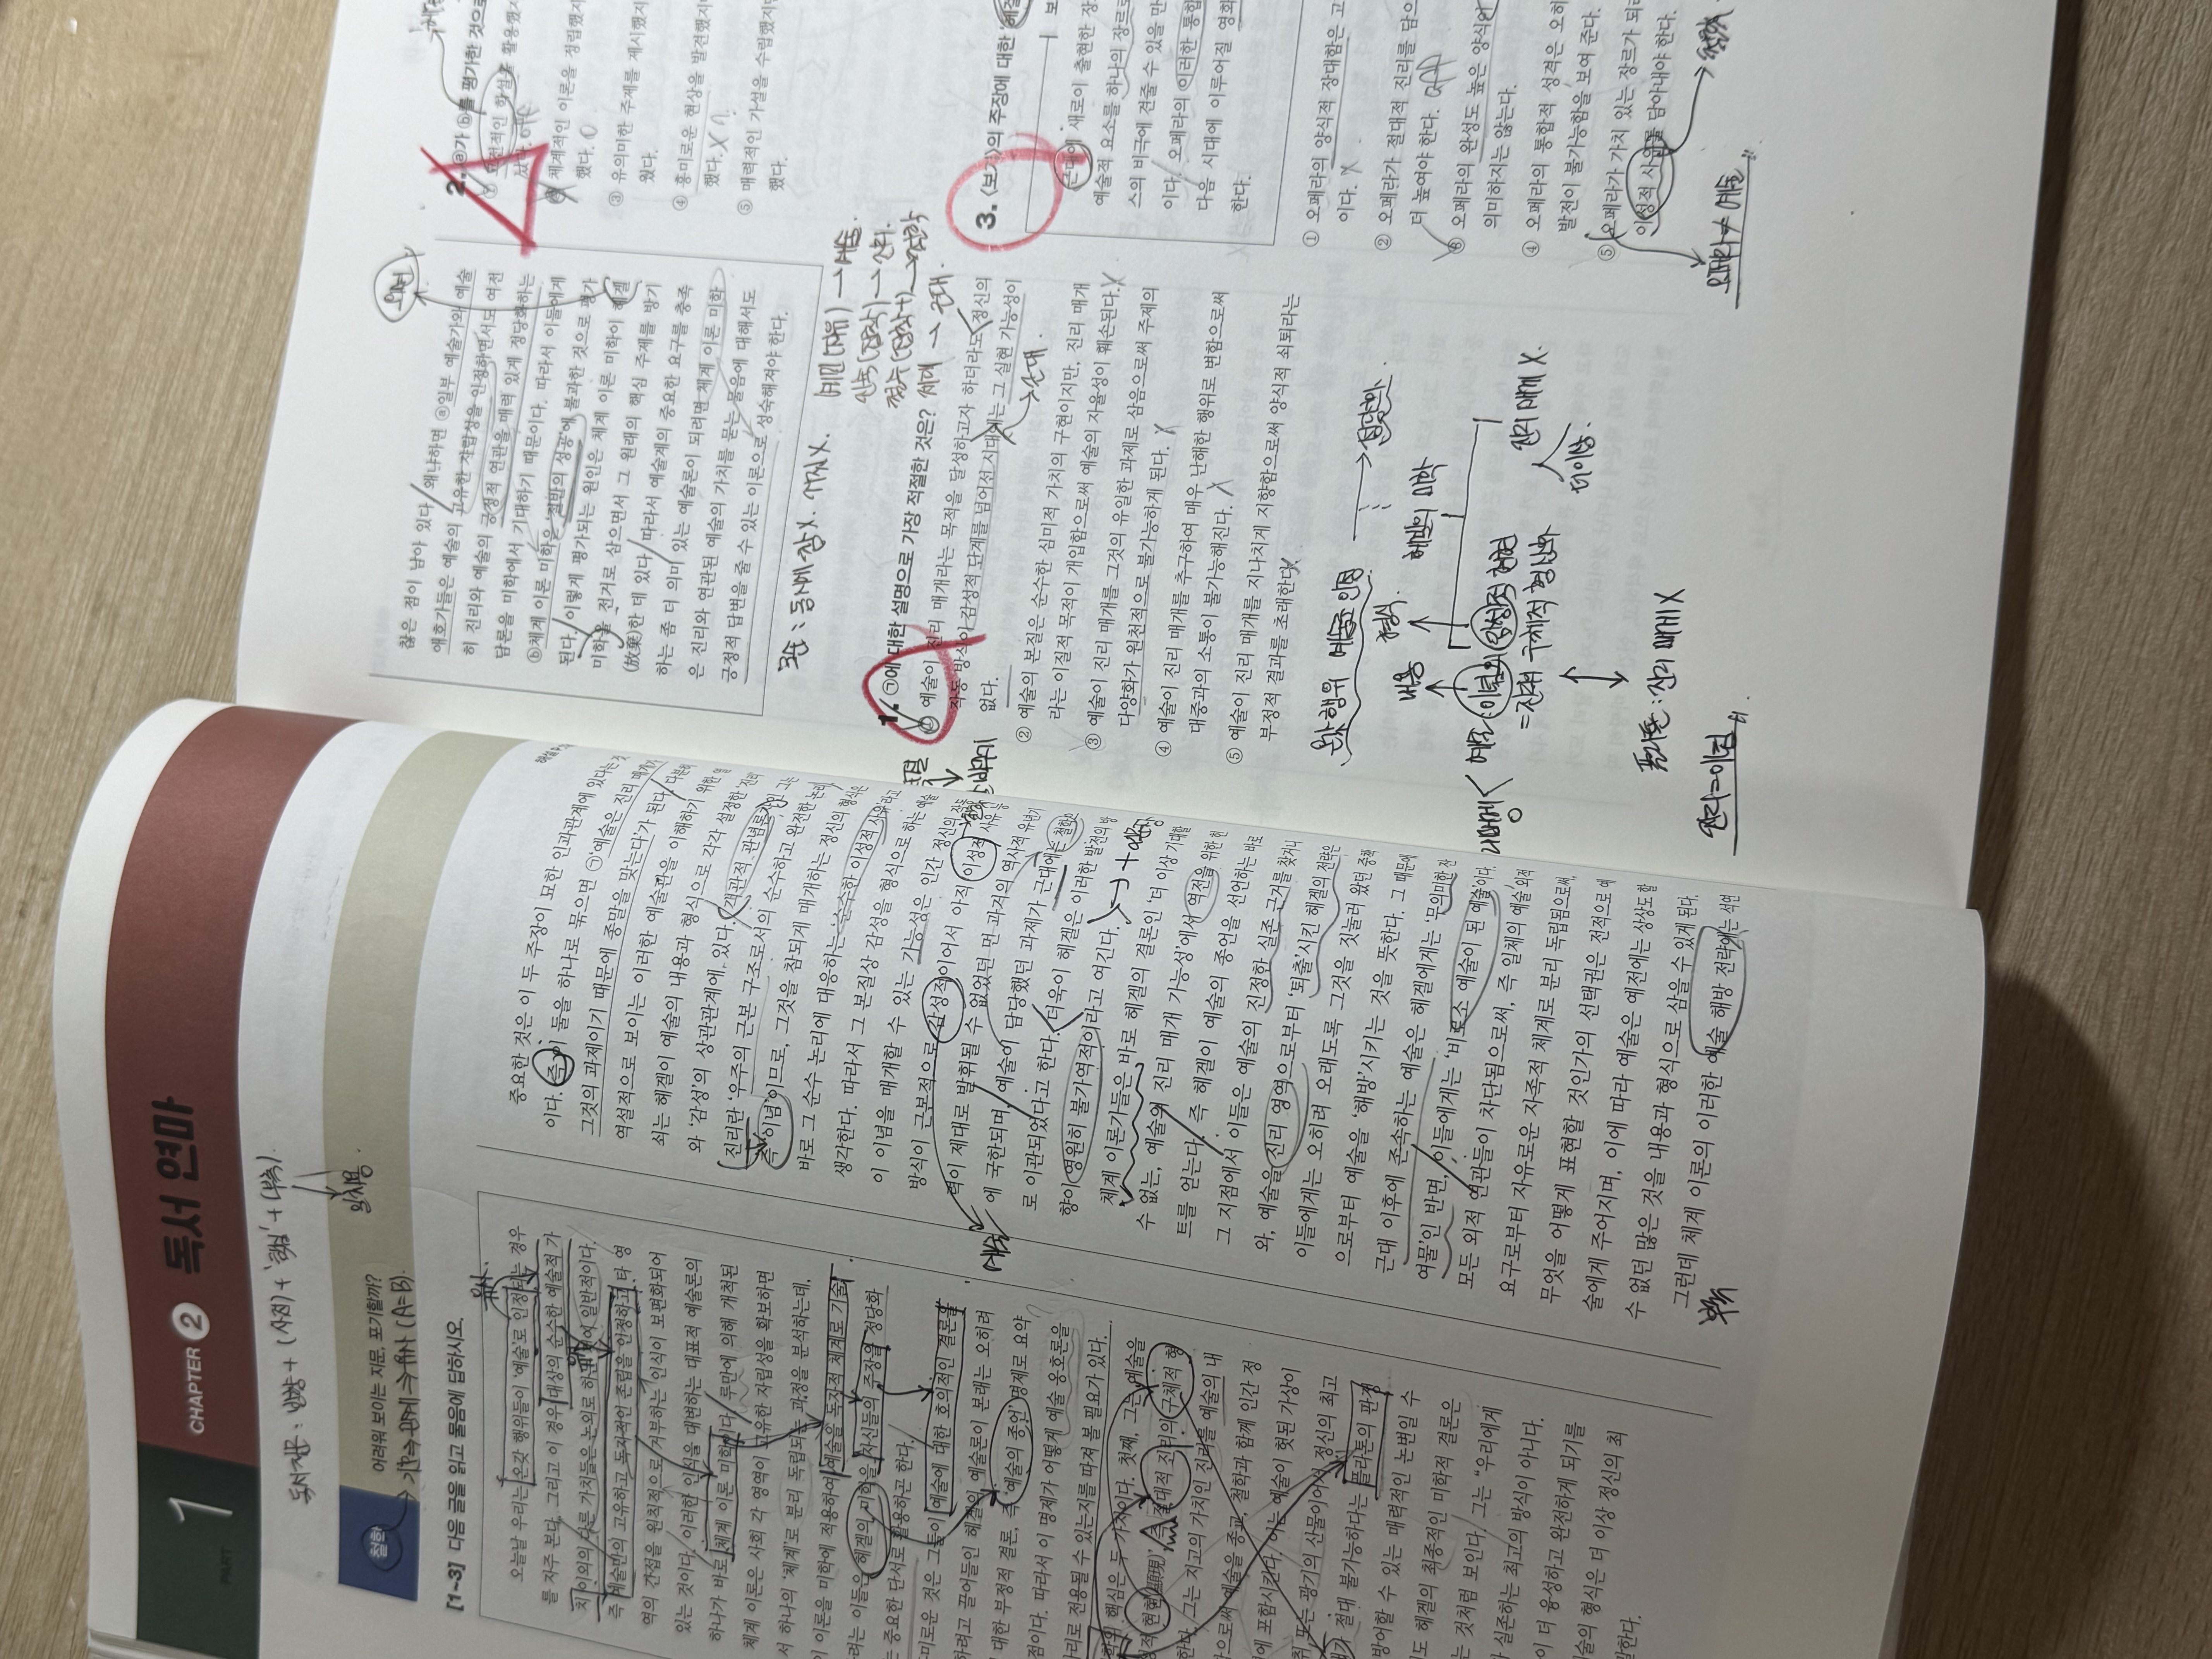 PART 1 CHAPTER 2 독서 연마
독서지문 : 방향 + (사전) + '핵심' + (부속).
일치용.
철학
어려워 보이는 지문, 포기할까?
기준⇒관계⇒유사 (A=B).
[1~3] 다음 글을 읽고 물음에 답하시오.
유사.
오늘날 우리는 온갖 행위들이 '예술'로 인정되는 경우
를 자주 본다. 그리고 이 경우 대상의 순수한 예술적 가
치 이외의 다른 가치들은 논외로 하는 것이 일반적이다.
즉 예술만의 고유하고 독자적인 존립을 인정하고 타 영
역의 간접을 원칙적으로 거부하는 인식이 보편화되어
있는 것이다. 이러한 인식을 대변하는 대표적 예술론의
하나가 바로 체계 이론 미학이다. 루만에 의해 개척된
체계 이론은 사회 각 영역이 고유한 자립성을 확보하면
서 하나의 '체계'로 분리 독립되는 과정을 분석하는데,
이론을 미학에 적용하여 예술을 독자적 체계로 기술
려는 이들은 헤겔의 미학을 자신들의 주장을 정당화
는 중요한 단서로 활용하곤 한다.
미로운 것은 그들이 예술에 대한 호의적인 결론을
하려고 끌어들인 헤겔의 예술론이 본래는 오히려
대한 부정적 결론, 즉 '예술의 종언' 명제로 요약
점이다. 따라서 이 명제가 어떻게 예술 옹호론을
리로 전용될 수 있는지를 따져 볼 필요가 있다.
학의 핵심은 두 가지이다. 첫째, 그는 예술을
적 현현(顯現)', 즉 절대적 진리의 구체적 형
한다. 그는 지고의 가치인 진리를 예술의 내
함으로써 예술을 종교, 철학과 함께 인간 정
에 포함시킨다. 이는 예술이 헛된 가상이
취 또는 광기의 산물이어서 정신의 최고
가 절대 불가능하다는 플라톤의 판정
방어할 수 있는 매력적인 논변일 수
도 헤겔의 최종적인 미학적 결론은
는 것처럼 보인다. 그는 "우리에게
실존하는 최고의 방식이 아니다.
이 더 융성하고 완전하게 되기를
술의 형식은 더 이상 정신의 최
말한다.
중요한 것은 이 두 주장이 묘한 인과관계에 있다는 것
이다. 즉 이 둘을 하나로 묶으면 ㉠'예술은 진리 매개가
그것의 과제이기 때문에 종말을 맞는다'가 된다. 다분히
역설적으로 보이는 이러한 예술관을 이해하기 위한 열
쇠는 헤겔이 예술의 내용과 형식으로 각각 설정한 '진리'
와 '감성'의 상관관계에 있다. 객관적 관념론자인 그는
진리란 '우주의 근본 구조로서의 순수하고 완전한 논리
즉 '이념'이므로, 그것을 참되게 매개하는 정신의 형식은
바로 그 순수 논리에 대응하는 '순수한 이성적 사유'라고
생각한다. 따라서 그 본질상 감성을 형식으로 하는 예술
이 이념을 매개할 수 있는 가능성은 인간 정신의 작동
방식이 근본적으로 감성적이어서 아직 이성적 사유 능
력이 제대로 발휘될 수 없었던 먼 과거의 역사적 유년기
에 국한되며, 예술이 담당했던 과제가 근대에는 철학으
로 이관되었다고 한다. 더욱이 헤겔은 이러한 발전의 방
향이 영원히 불가역적이라고 여긴다.
예술
체계 이론가들은 바로 헤겔의 결론인 '더 이상 기대할
수 없는, 예술의 진리 매개 가능성'에서 역전을 위한 힌
트를 얻는다. 즉 헤겔이 예술의 종언을 선언하는 바로
그 지점에서 이들은 예술의 진정한 실존 근거를 찾거니
와, 예술을 진리 영역으로부터 '퇴출'시킨 헤겔의 전략은
이들에게는 오히려 오래도록 그것을 짓눌러 왔던 중책
으로부터 예술을 '해방'시키는 것을 뜻한다. 그 때문에
근대 이후에 존속하는 예술은 헤겔에게는 '무의미한 잔
여물'인 반면, 이들에게는 '비로소 예술이 된 예술'이다.
모든 외적 연관들이 차단됨으로써, 즉 일체의 예술 외적
요구로부터 자유로운 자족적 체계로 분리 독립됨으로써,
무엇을 어떻게 표현할 것인가의 선택권은 전적으로 예
술에게 주어지며, 이에 따라 예술은 예전에는 상상도 할
수 없던 많은 것을 내용과 형식으로 삼을 수 있게 된다.
그런데 체계 이론의 이러한 예술 해방 전략에는 석연
부속
찮은 점이 남아 있다. 왜냐하면 ⓐ일부 예술가와 예술
애호가들은 예술의 고유한 자립성을 인정하면서도 여전
히 진리와 예술의 긍정적 연관을 매력 있게 정당화하는
담론을 미학에서 기대하기 때문이다. 따라서 이들에게
ⓑ체계 이론 미학은 '절반의 성공'에 불과한 것으로 평가
된다. 이렇게 평가되는 원인은 체계 이론 미학이 헤겔
미학을 전거로 삼으면서 그 원래의 핵심 주제를 방기
(放棄)한 데 있다. 따라서 예술계의 중요한 요구를 충족
하는 좀 더 의미 있는 예술론이 되려면 체계 이론 미학
은 진리와 연관된 예술의 가치를 묻는 물음에 대해서도
긍정적 답변을 줄 수 있는 이론으로 성숙해져야 한다.
모순 : 동시에 참X. 거짓X.
1. ㉠에 대한 설명으로 가장 적절한 것은?
① 예술이 진리 매개라는 목적을 달성하고자 하더라도 정신의
작동 방식이 감성적 단계를 넘어선 시대에는 그 실현 가능성이
없다.
근대.
② 예술의 본질은 순수한 심미적 가치의 구현이지만, 진리 매개
라는 이질적 목적이 개입함으로써 예술의 자율성이 훼손된다.X
③ 예술이 진리 매개를 그것의 유일한 과제로 삼음으로써 주제의
다양화가 원천적으로 불가능하게 된다. X
④ 예술이 진리 매개를 추구하여 매우 난해한 행위로 변함으로써
대중과의 소통이 불가능해진다. X
⑤ 예술이 진리 매개를 지나치게 지향함으로써 양식적 쇠퇴라는
부정적 결과를 초래한다.X
온갖 행위 예술로 인정
내용 형식.
헤겔의 미학
예술 : 이념의 감성적 현현
= 진리 구체적 형상화
진리 매개 X.
더이상.
플라톤 : 진리 매개X
진리=이념
2. ⓐ가 ⓑ를 평가한 것으로
① 고전적인 학설을 활용했지
② 체계적인 이론을 정립했지
했다. O
③ 유의미한 주제를 제시했지
웠다.
④ 흥미로운 현상을 발견했지만
했다. X
⑤ 매력적인 가설을 수립했지만
했다.
3. <보기>의 주장에 대한 '헤겔
보
근대에 새로이 출현한 장
예술적 요소를 하나의 장르로
스의 비극에 견줄 수 있을 만
이다. 오페라의 이러한 통합
다음 시대에 이루어질 영화
한다.
① 오페라의 양식적 장대함은 고
이다. X
② 오페라가 절대적 진리를 담으
더 높여야 한다.
③ 오페라의 완성도 높은 양식은
의미하지는 않는다.
④ 오페라의 통합적 성격은 오히
발전이 불가능함을 보여 준다.
⑤ 오페라가 가치 있는 장르가 되려
이성적 사유를 담아내야 한다.
철학
오페라≠예술